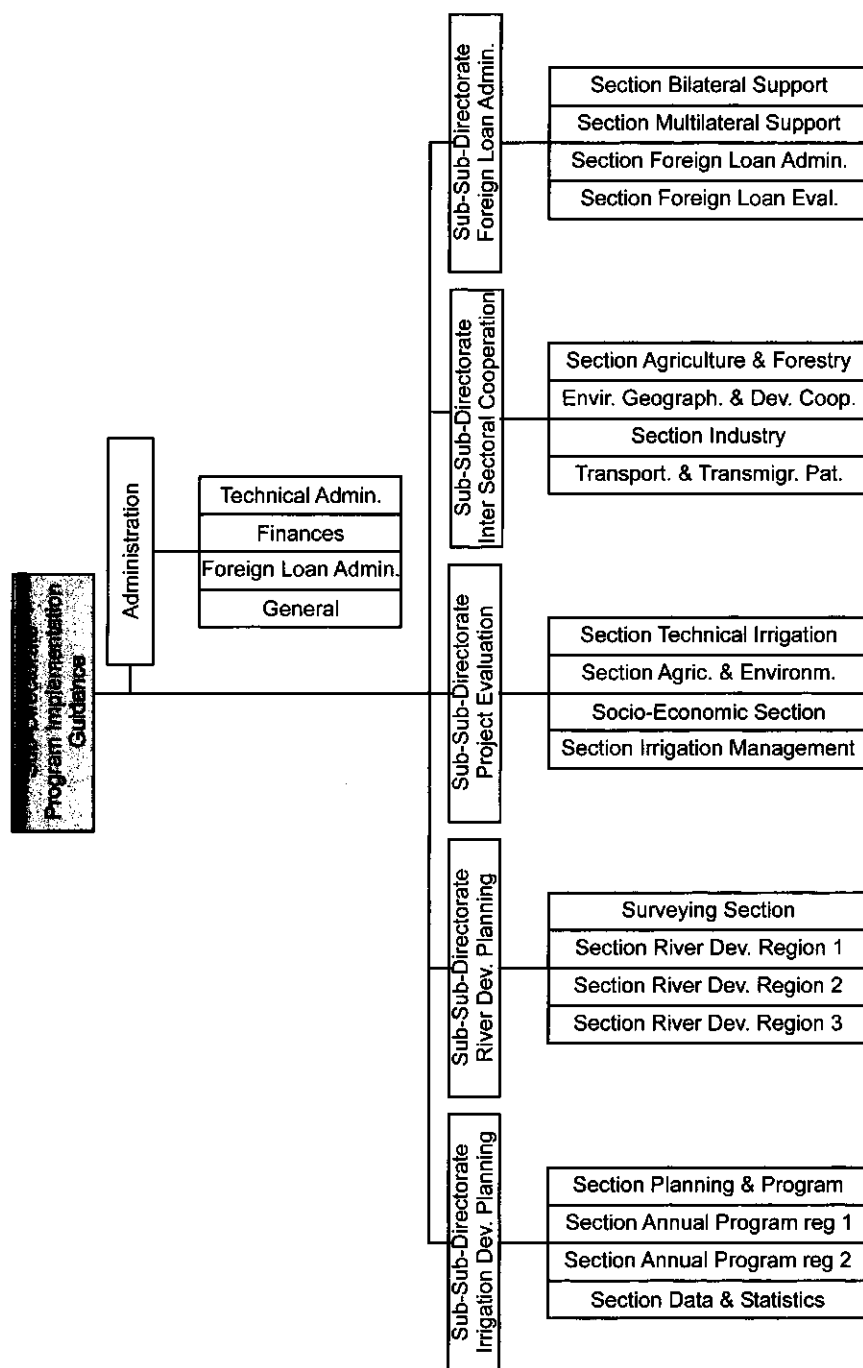 Program Implementation
Guidance
Administration
Technical Admin.
Finances
Foreign Loan Admin.
General
Sub-Sub-Directorate
Foreign Loan Admin.
Section Bilateral Support
Section Multilateral Support
Section Foreign Loan Admin.
Section Foreign Loan Eval.
Sub-Sub-Directorate
Inter Sectoral Cooperation
Section Agriculture & Forestry
Envir. Geograph. & Dev. Coop.
Section Industry
Transport. & Transmigr. Pat.
Sub-Sub-Directorate
Project Evaluation
Section Technical Irrigation
Section Agric. & Environm.
Socio-Economic Section
Section Irrigation Management
Sub-Sub-Directorate
River Dev. Planning
Surveying Section
Section River Dev. Region 1
Section River Dev. Region 2
Section River Dev. Region 3
Sub-Sub-Directorate
Irrigation Dev. Planning
Section Planning & Program
Section Annual Program reg 1
Section Annual Program reg 2
Section Data & Statistics